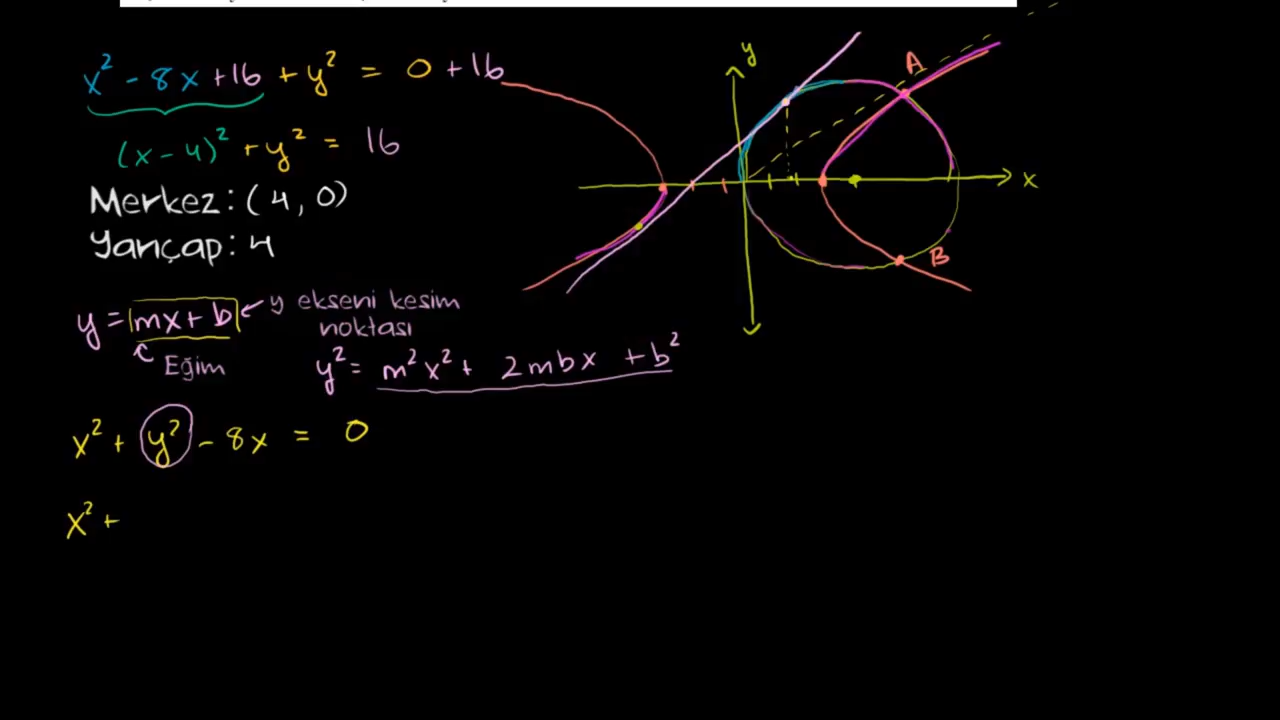 x² - 8x + 16 + y² = 0 + 16
(x - 4)² + y² = 16
Merkez: (4, 0)
Yarıçap: 4
y = mx + b
y ekseni kesim
noktası
Eğim
y² = m²x² + 2mbx + b²
x² + y² - 8x = 0
x² +
y
A
x
B